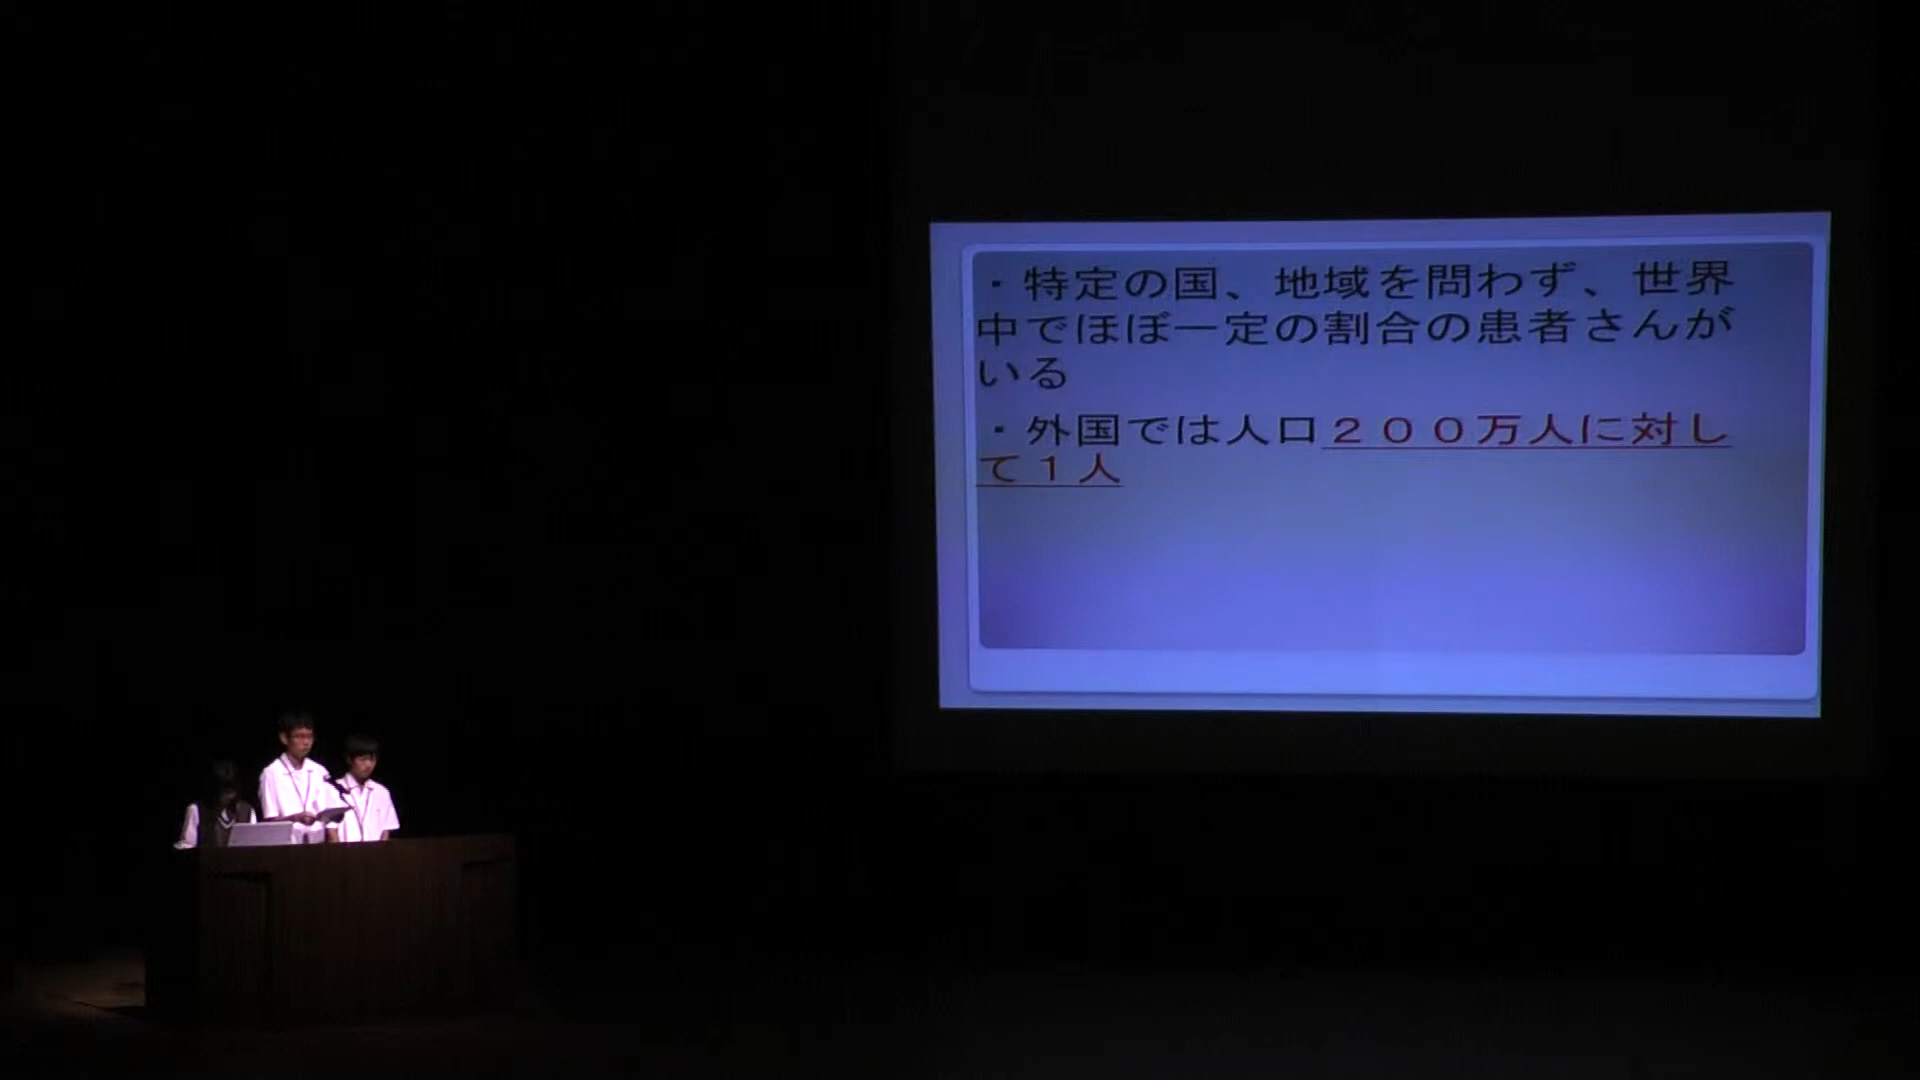 ・特定の国、地域を問わず、世界
中でほぼ一定の割合の患者さんが
いる
・外国では人口２００万人に対し
て１人